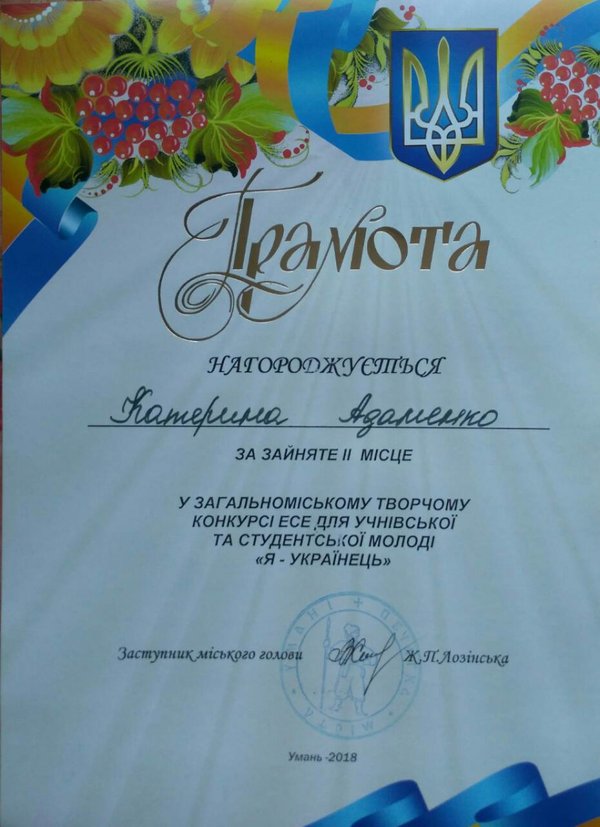 Грамота
НАГОРОДЖУЄТЬСЯ
Катерина Адаменко
ЗА ЗАЙНЯТЕ ІІ МІСЦЕ
У ЗАГАЛЬНОМІСЬКОМУ ТВОРЧОМУ
КОНКУРСІ ЕСЕ ДЛЯ УЧНІВСЬКОЇ
ТА СТУДЕНТСЬКОЇ МОЛОДІ
«Я - УКРАЇНЕЦЬ»
Заступник міського голови Ж.П.Лозінська
Умань -2018